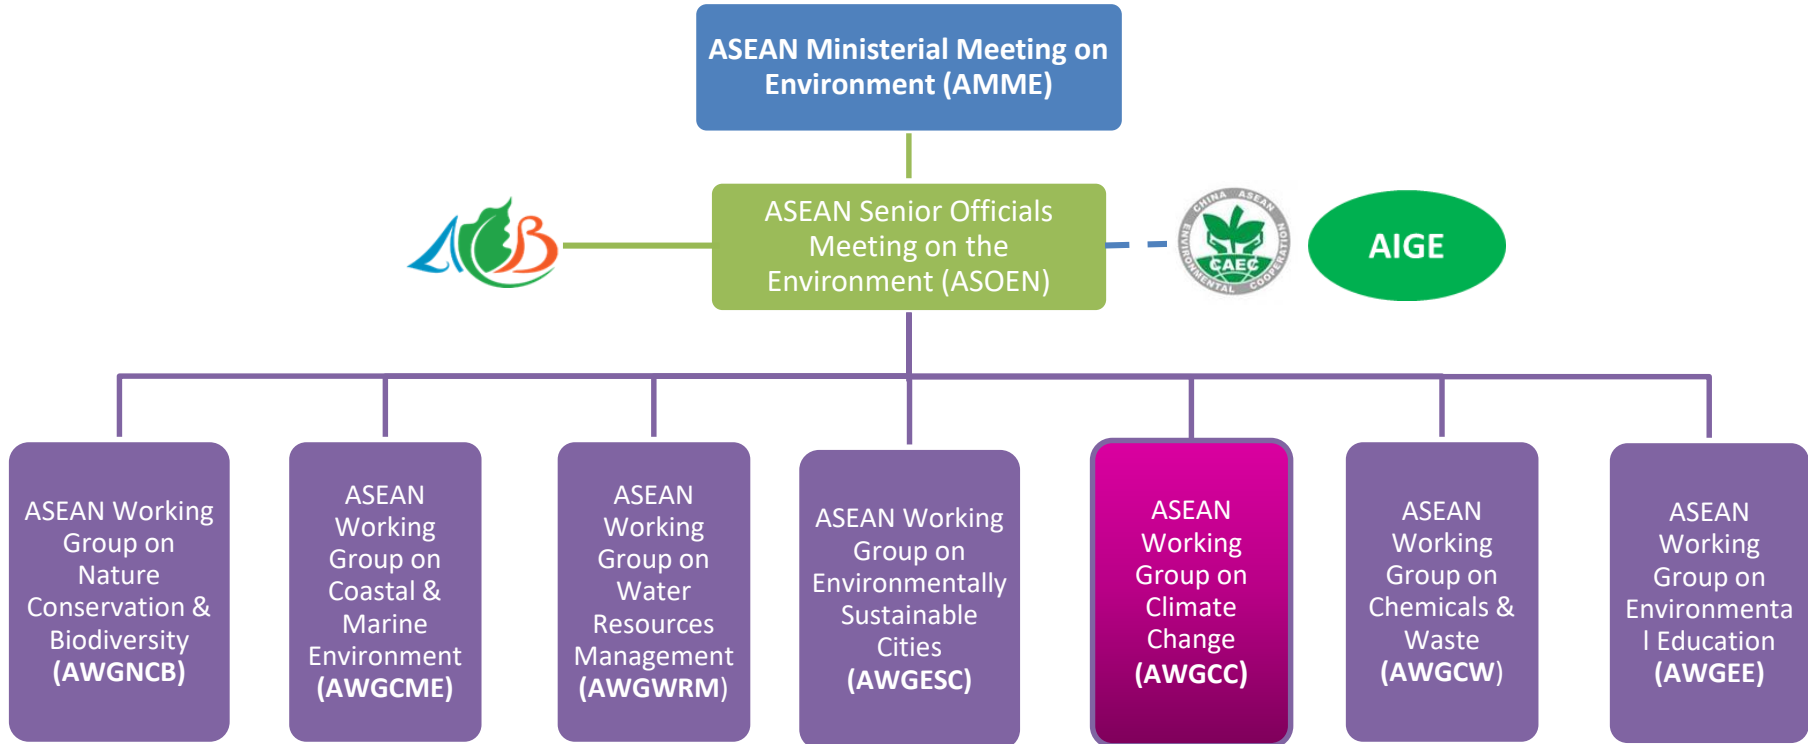 ASEAN Ministerial Meeting on
Environment (AMME)
ACB
ASEAN Senior Officials
Meeting on the
Environment (ASOEN)
CHINA ASEAN
ENVIRONMENTAL COOPERATION
CAEC
AIGE
ASEAN Working
Group on
Nature
Conservation &
Biodiversity
(AWGNCB)
ASEAN
Working
Group on
Coastal &
Marine
Environment
(AWGCME)
ASEAN
Working
Group on
Water
Resources
Management
(AWGWRM)
ASEAN Working
Group on
Environmentally
Sustainable
Cities
(AWGESC)
ASEAN
Working
Group on
Climate
Change
(AWGCC)
ASEAN
Working
Group on
Chemicals &
Waste
(AWGCW)
ASEAN
Working
Group on
Environmenta
l Education
(AWGEE)